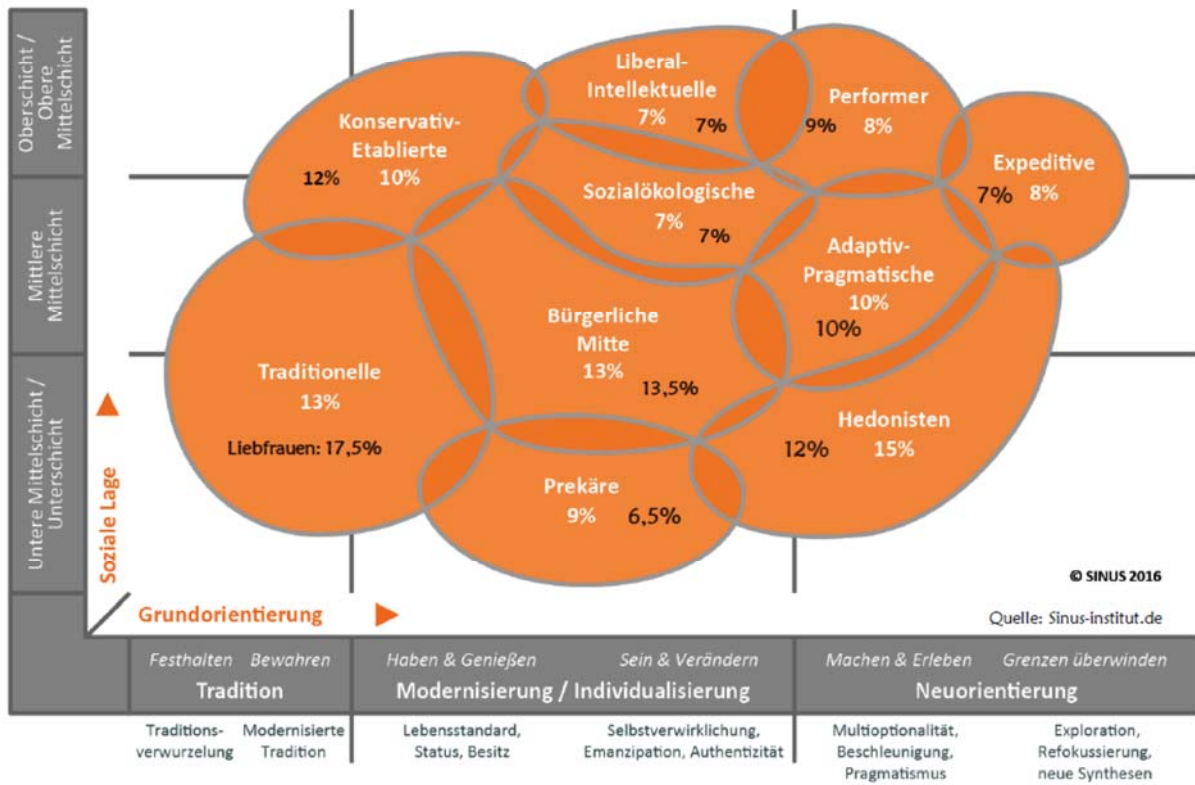 Oberschicht /
Obere
Mittelschicht
Mittlere
Mittelschicht
Untere Mittelschicht /
Unterschicht
Soziale Lage
Liberal-
Intellektuelle
7%
7%
Performer
9%
8%
Konservativ-
Etablierte
12%
10%
Expeditive
7%
8%
Sozialökologische
7%
7%
Adaptiv-
Pragmatische
10%
10%
Bürgerliche
Mitte
13%
13,5%
Traditionelle
13%
Liebfrauen: 17,5%
Hedonisten
12%
15%
Prekäre
9%
6,5%
© SINUS 2016
Quelle: Sinus-institut.de
Grundorientierung
Festhalten Bewahren
Tradition
Haben & Genießen Sein & Verändern
Modernisierung / Individualisierung
Machen & Erleben Grenzen überwinden
Neuorientierung
Traditions-
verwurzelung
Modernisierte
Tradition
Lebensstandard,
Status, Besitz
Selbstverwirklichung,
Emanzipation, Authentizität
Multioptionalität,
Beschleunigung,
Pragmatismus
Exploration,
Refokussierung,
neue Synthesen